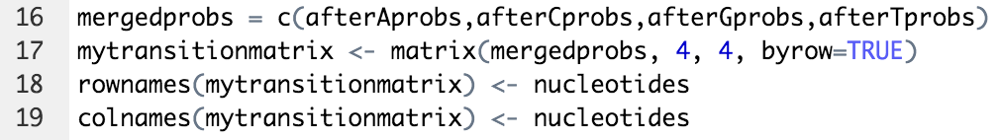 16 mergedprobs = c(afterAprobs,afterCprobs,afterGprobs,afterTprobs)
17 mytransitionmatrix <- matrix(mergedprobs, 4, 4, byrow=TRUE)
18 rownames(mytransitionmatrix) <- nucleotides
19 colnames(mytransitionmatrix) <- nucleotides